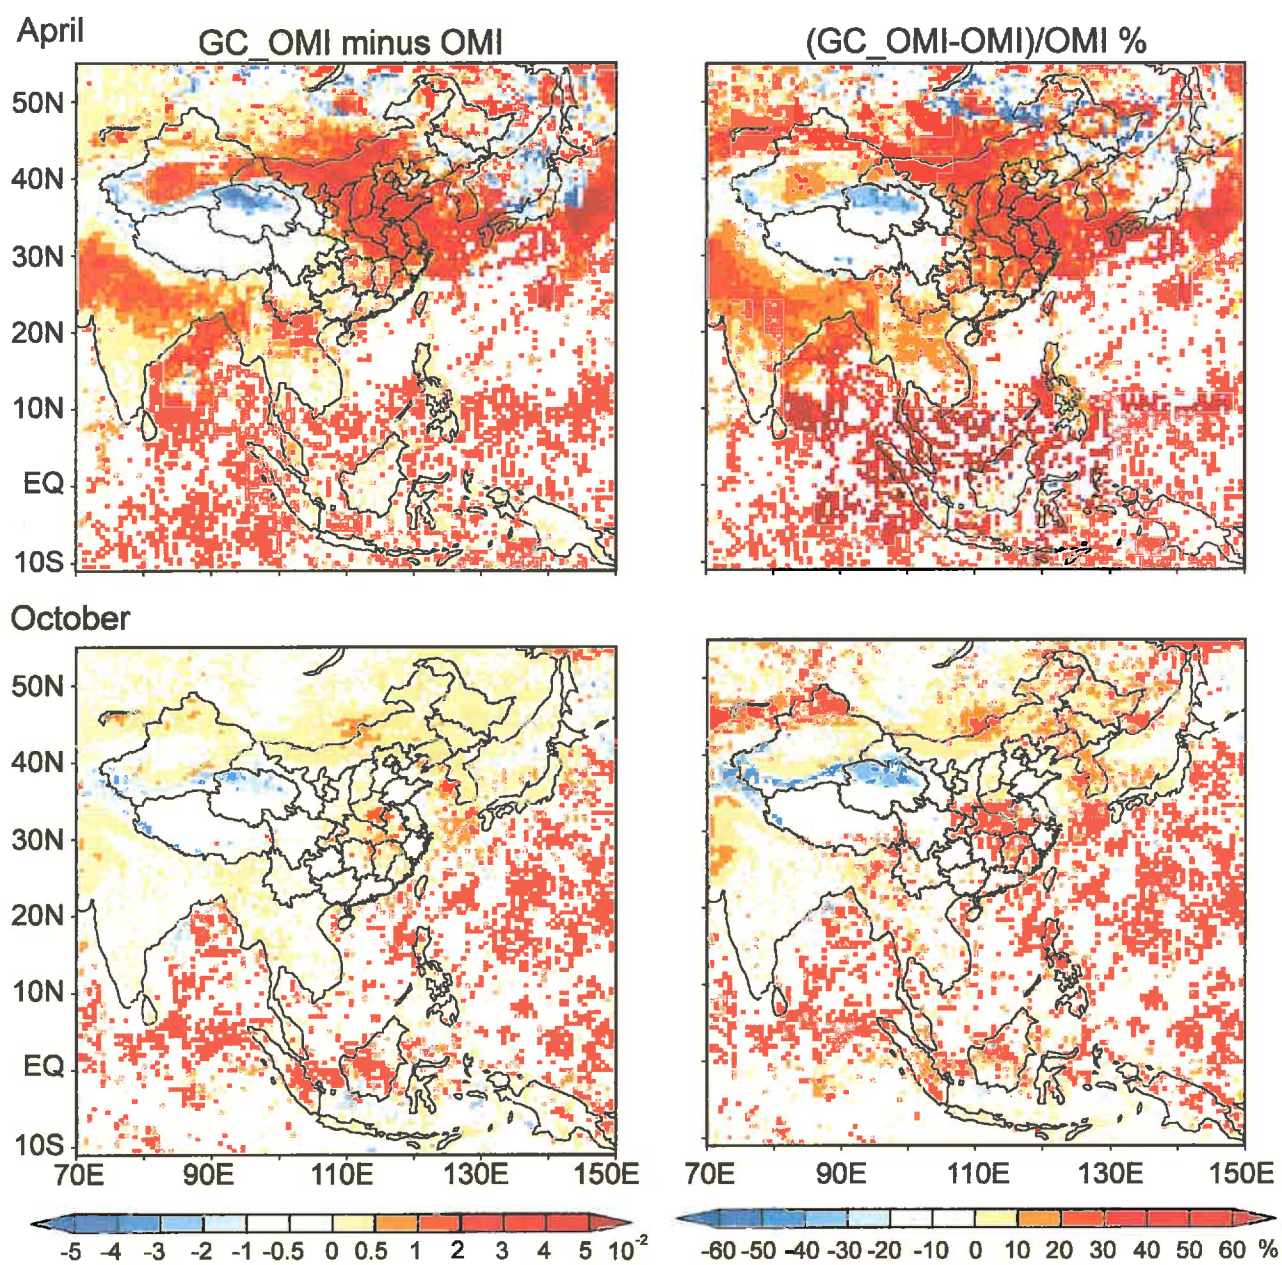 April
GC_OMI minus OMI
(GC_OMI-OMI)/OMI %
50N
40N
30N
20N
10N
EQ
10S
October
50N
40N
30N
20N
10N
EQ
10S
70E 90E 110E 130E 150E
70E 90E 110E 130E 150E
-5 -4 -3 -2 -1 -0.5 0 0.5 1 2 3 4 5 10-2
-60 -50 -40 -30 -20 -10 0 10 20 30 40 50 60 %